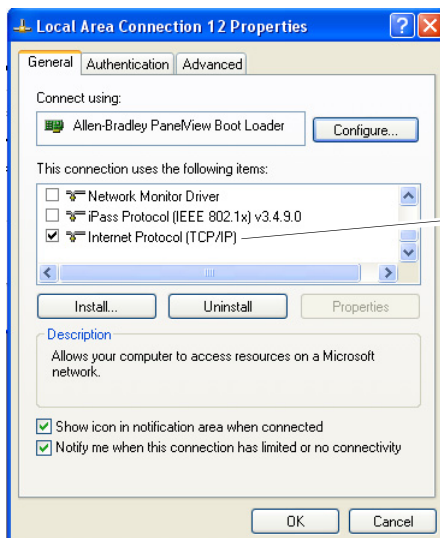 Local Area Connection 12 Properties
General Authentication Advanced
Connect using:
Allen-Bradley PanelView Boot Loader Configure...
This connection uses the following items:
Network Monitor Driver
iPass Protocol (IEEE 802.1x) v3.4.9.0
Internet Protocol (TCP/IP)
Install... Uninstall Properties
Description
Allows your computer to access resources on a Microsoft
network.
Show icon in notification area when connected
Notify me when this connection has limited or no connectivity
OK Cancel